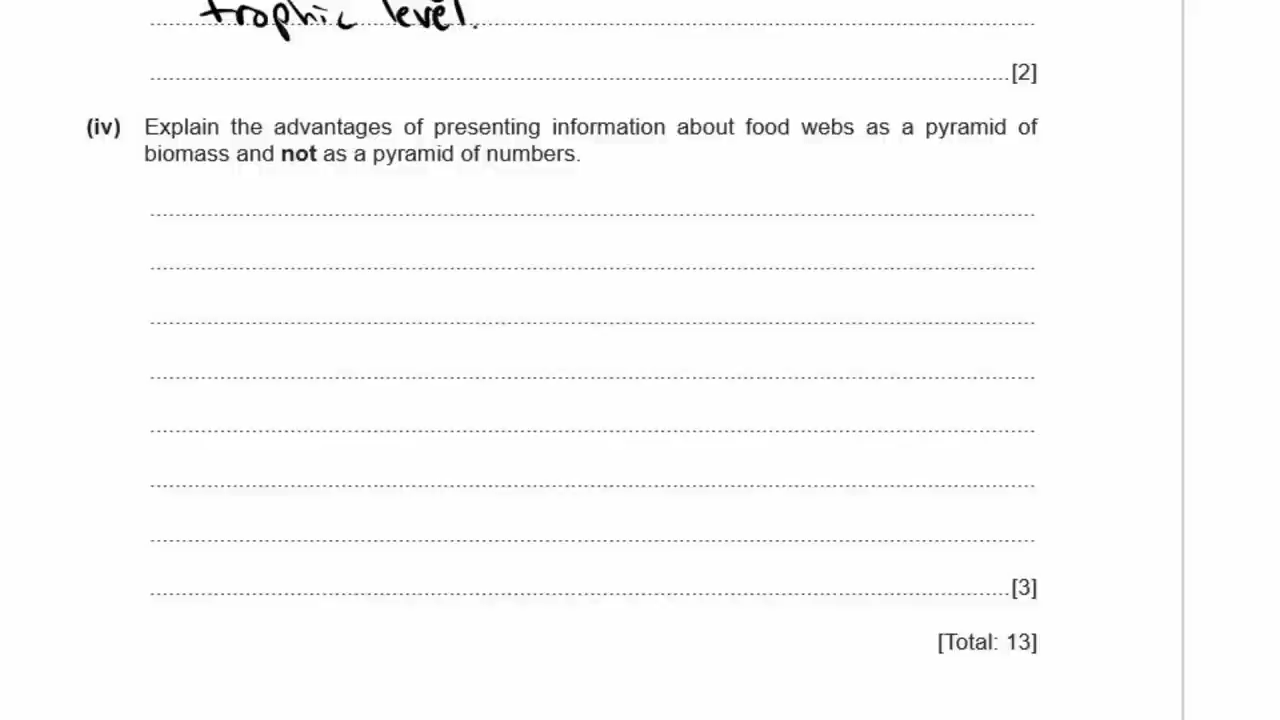 trophic level.
[2]
(iv) Explain the advantages of presenting information about food webs as a pyramid of
biomass and not as a pyramid of numbers.
[3]
[Total: 13]